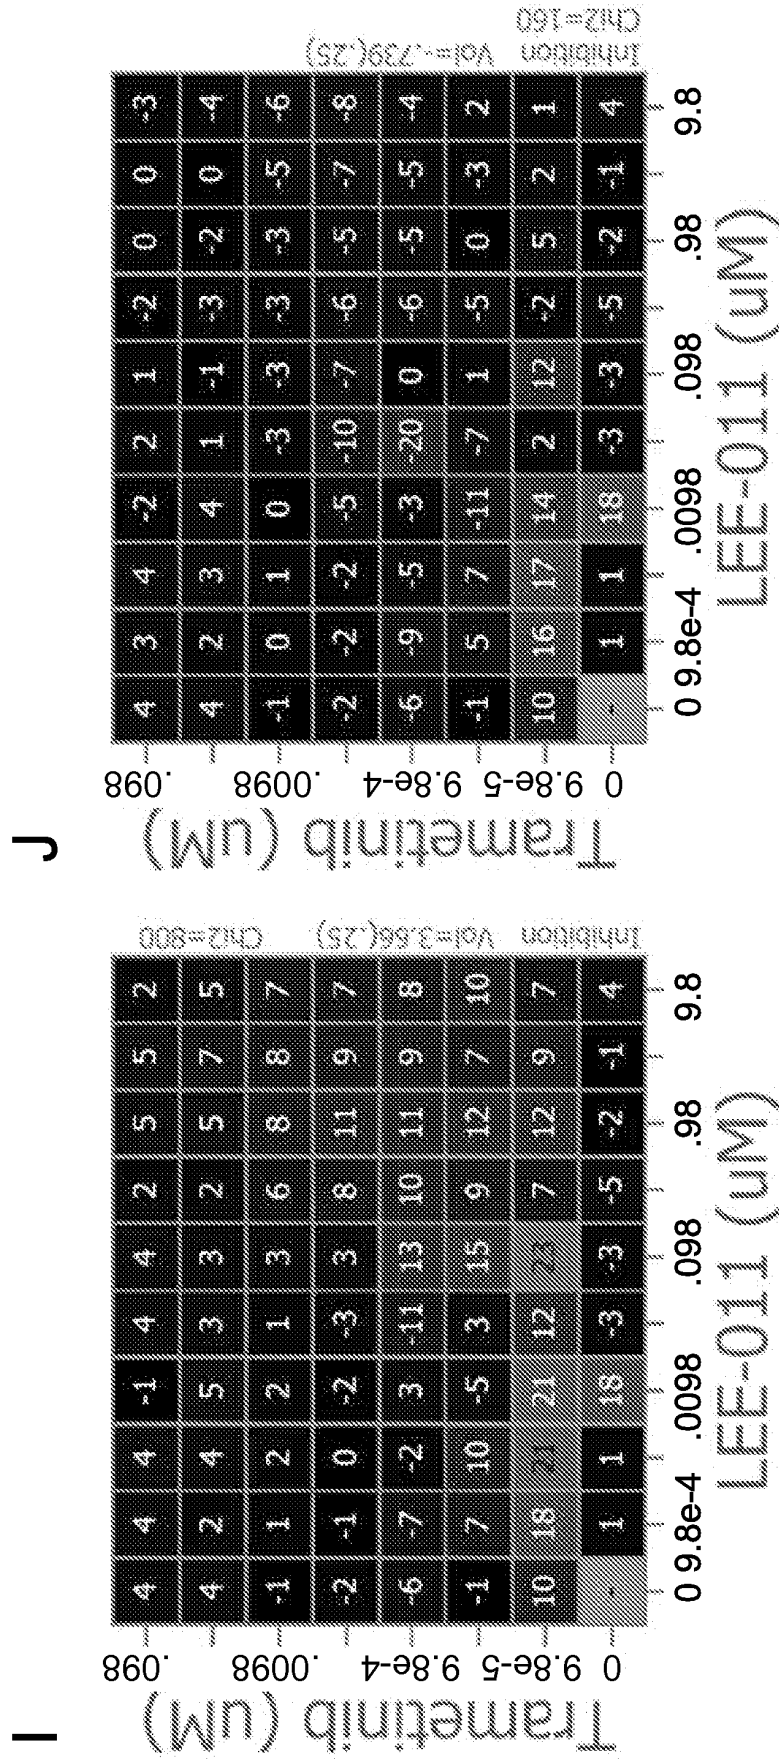 I
Trametinib (uM)
.098 4 4 4 -1 4 4 2 5 5 2
4 2 4 5 3 3 2 5 7 5
.0098 -1 1 2 2 1 3 6 8 8 7
-2 -1 0 -2 -3 3 8 11 9 7
9.8e-4 -6 -7 -2 3 -11 13 10 11 9 8
-1 7 10 -5 3 15 9 12 7 10
9.8e-5 10 18 21 21 12 23 7 12 9 7
0 - 1 1 18 -3 -3 -5 -2 -1 4
0 9.8e-4 .0098 .098 .98 9.8
LEE-011 (uM)
Inhibition Vol=3.66(.25) Chi2=800
J
Trametinib (uM)
.098 4 3 4 -2 2 1 -2 0 0 -3
4 2 3 4 1 -1 -3 -2 0 -4
.0098 -1 0 1 0 -3 -3 -3 -3 -5 -6
-2 -2 -2 -5 -10 -7 -6 -5 -7 -8
9.8e-4 -6 -9 -5 -3 -20 0 -6 -5 -5 -4
-1 5 7 -11 -7 1 -5 0 -3 2
9.8e-5 10 16 17 14 2 12 -2 5 2 1
0 - 1 1 18 -3 -3 -5 -2 -1 4
0 9.8e-4 .0098 .098 .98 9.8
LEE-011 (uM)
Inhibition Vol=-.739(.25)
Chi2=160